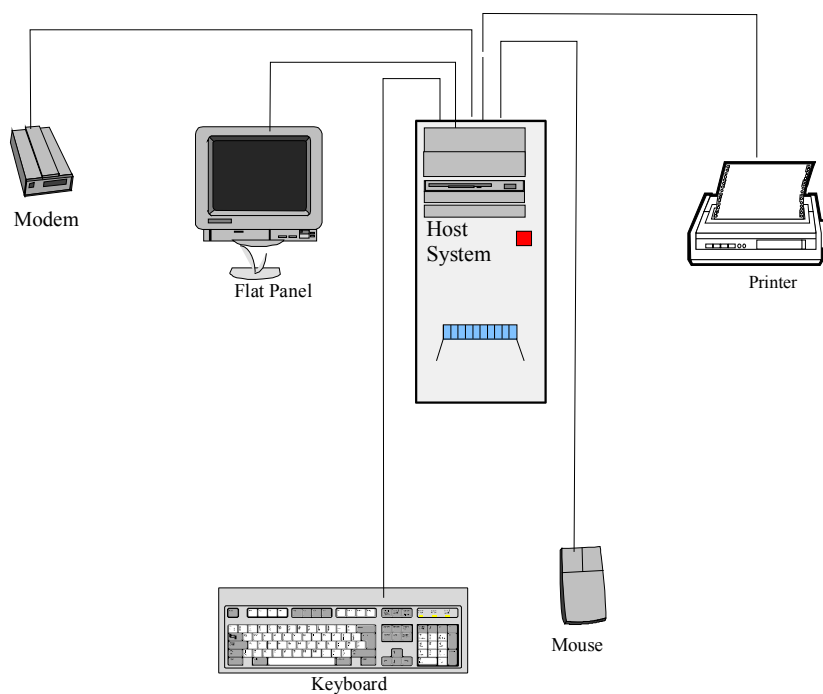 Modem
Flat Panel
Host
System
Printer
Keyboard
Mouse